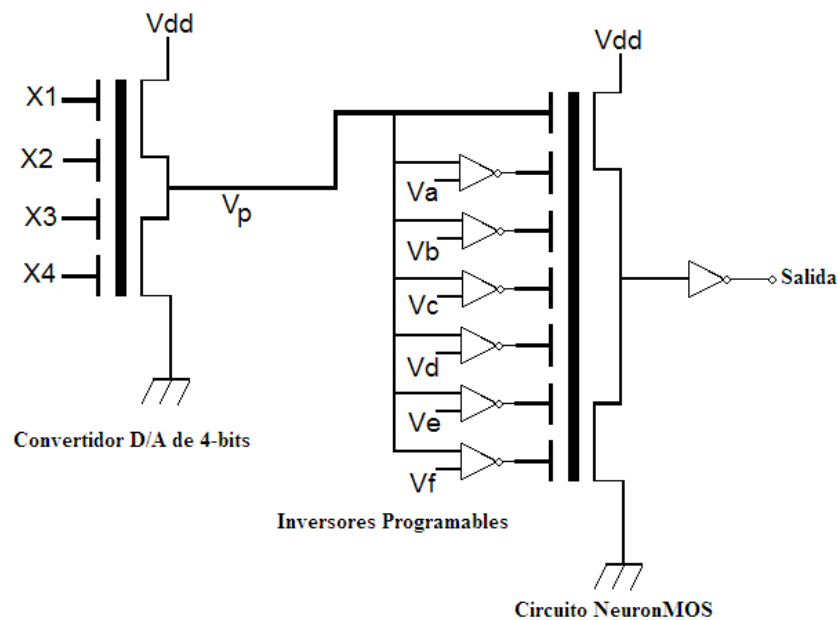 Vdd
X1
X2
X3
X4
Vp
Convertidor D/A de 4-bits
Vdd
Va
Vb
Vc
Vd
Ve
Vf
Inversores Programables
Salida
Circuito NeuronMOS